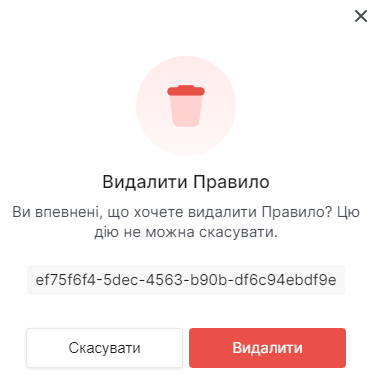 Видалити Правило
Ви впевнені, що хочете видалити Правило? Цю
дію не можна скасувати.
ef75f6f4-5dec-4563-b90b-df6c94ebdf9e
Скасувати
Видалити